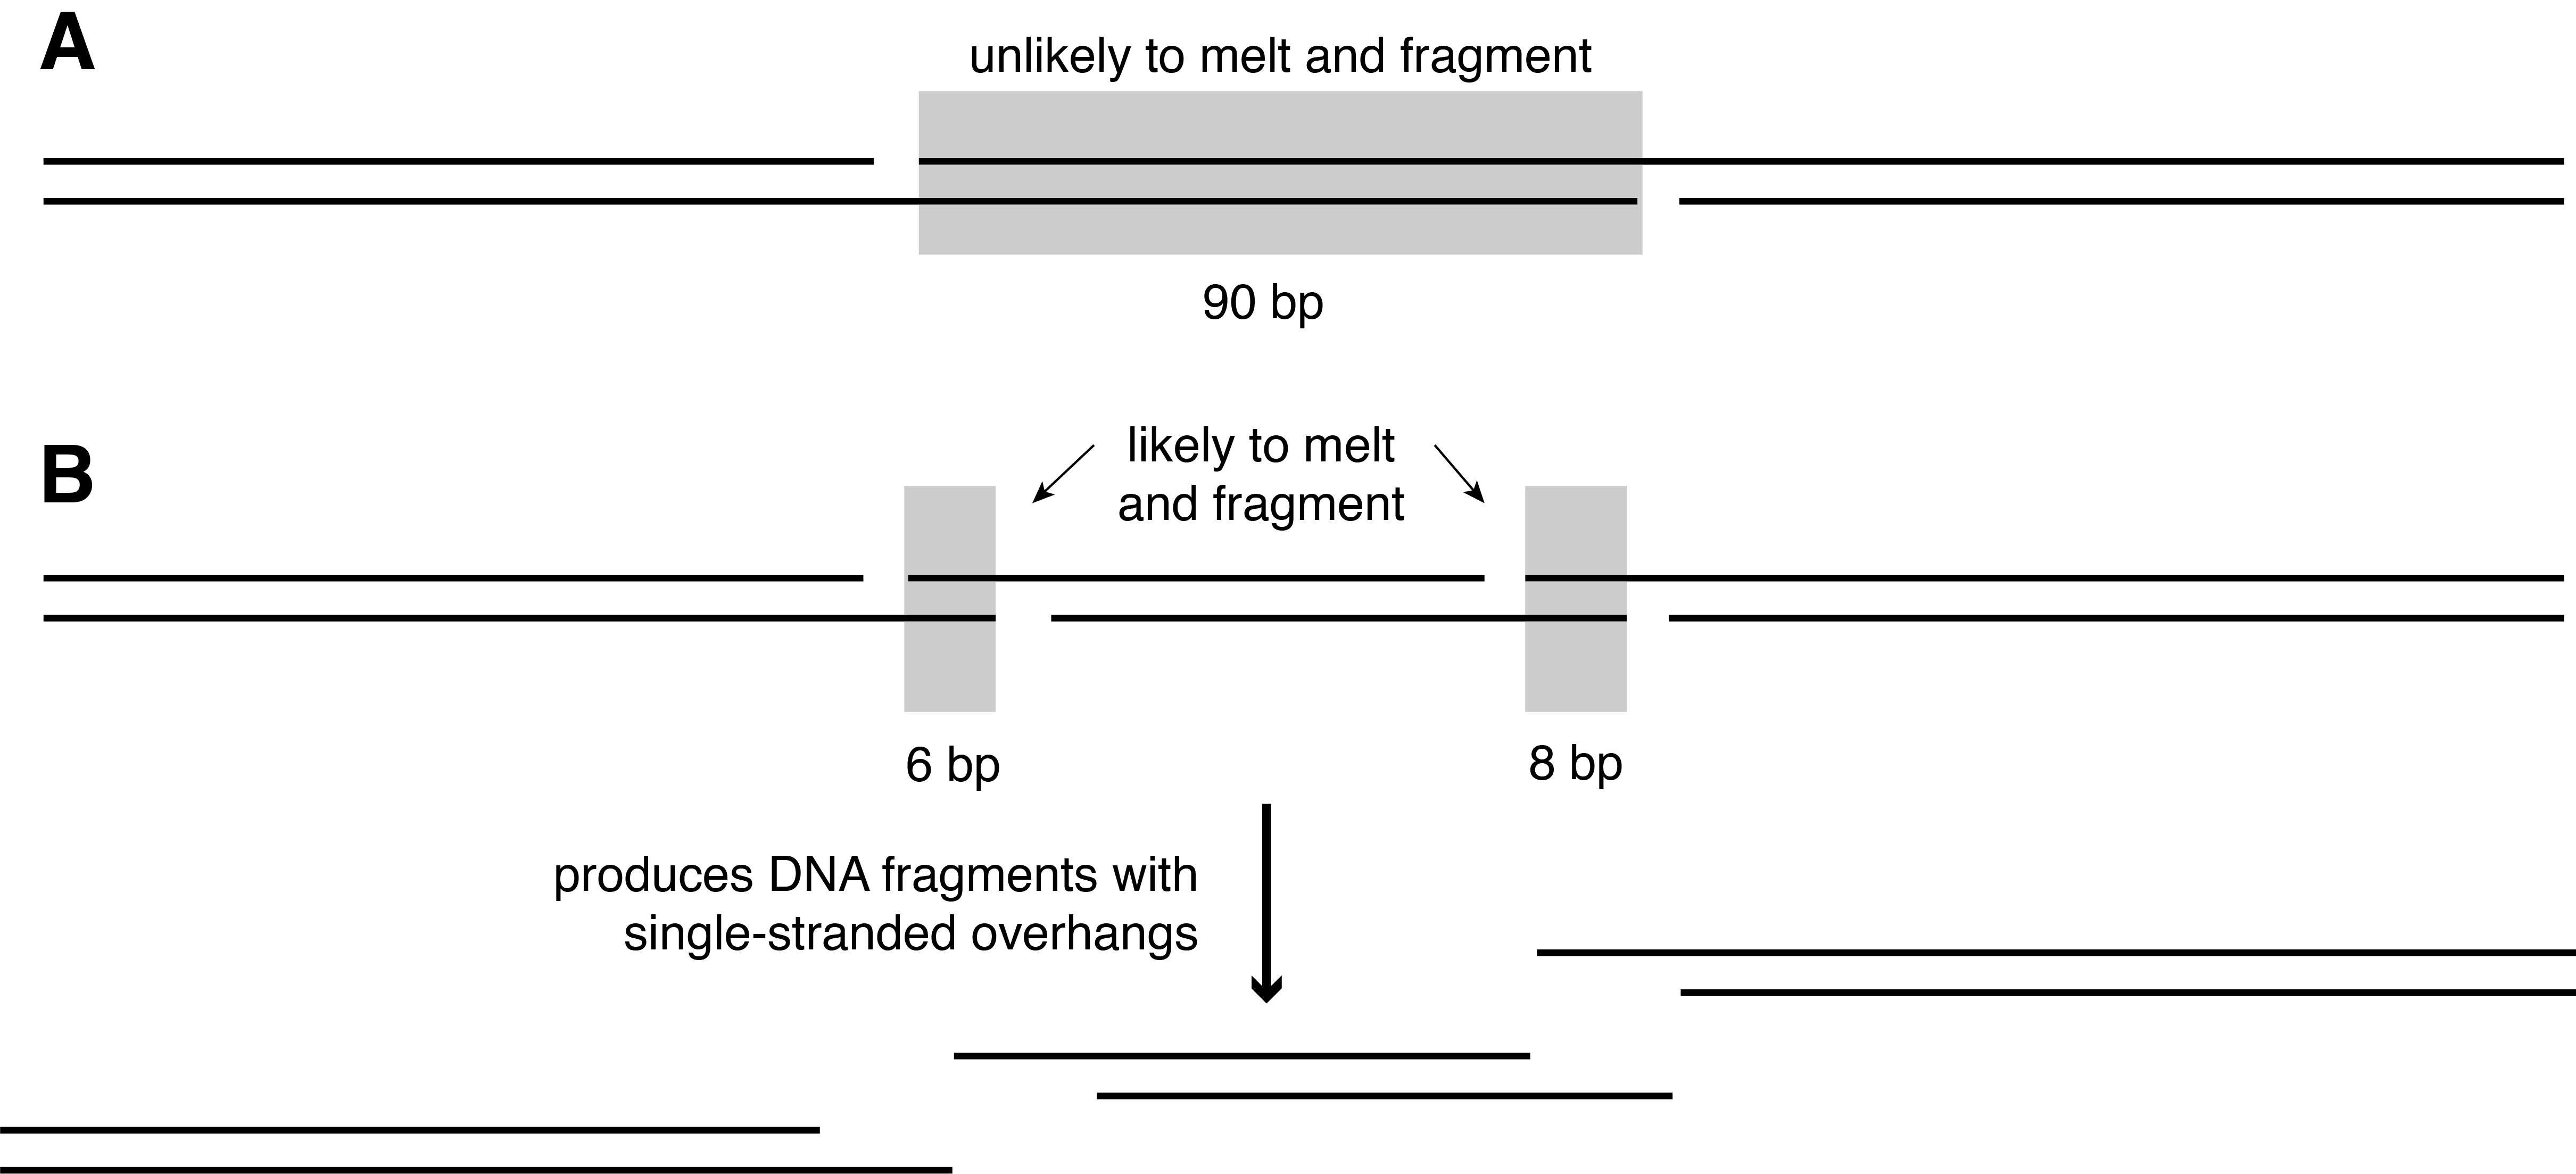 A
unlikely to melt and fragment
90 bp
B
likely to melt
and fragment
6 bp
8 bp
produces DNA fragments with
single-stranded overhangs